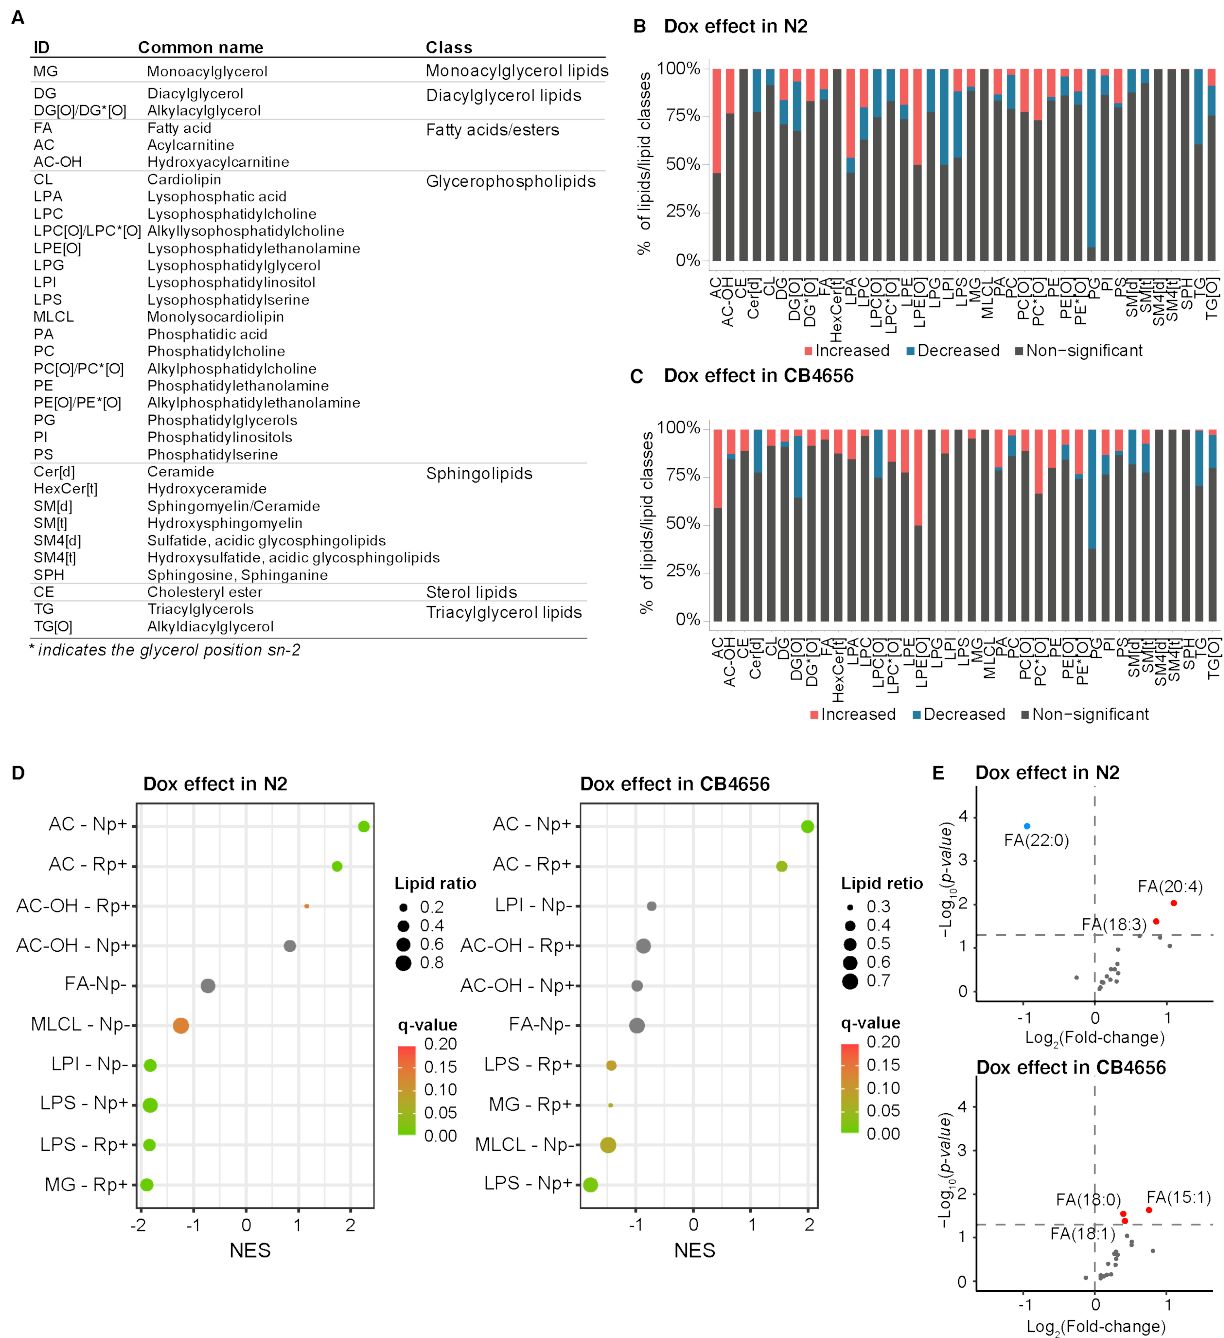 A
ID Common name Class
MG Monoacylglycerol Monoacylglycerol lipids
DG Diacylglycerol Diacylglycerol lipids
DG[O]/DG*[O] Alkylacylglycerol
FA Fatty acid Fatty acids/esters
AC Acylcarnitine
AC-OH Hydroxyacylcarnitine
CL Cardiolipin Glycerophospholipids
LPA Lysophosphatic acid
LPC Lysophosphatidylcholine
LPC[O]/LPC*[O] Alkyllysophosphatidylcholine
LPE[O] Lysophosphatidylethanolamine
LPG Lysophosphatidylglycerol
LPI Lysophosphatidylinositol
LPS Lysophosphatidylserine
MLCL Monolysocardiolipin
PA Phosphatidic acid
PC Phosphatidylcholine
PC[O]/PC*[O] Alkylphosphatidylcholine
PE Phosphatidylethanolamine
PE[O]/PE*[O] Alkylphosphatidylethanolamine
PG Phosphatidylglycerols
PI Phosphatidylinositols
PS Phosphatidylserine
Cer[d] Ceramide Sphingolipids
HexCer[t] Hydroxyceramide
SM[d] Sphingomyelin/Ceramide
SM[t] Hydroxysphingomyelin
SM4[d] Sulfatide, acidic glycosphingolipids
SM4[t] Hydroxysulfatide, acidic glycosphingolipids
SPH Sphingosine, Sphinganine
CE Cholesteryl ester Sterol lipids
TG Triacylglycerols Triacylglycerol lipids
TG[O] Alkyldiacylglycerol
* indicates the glycerol position sn-2
B Dox effect in N2
% of lipids/lipid classes
100%
75%
50%
25%
0%
AC AC-OH CE Cer[d] CL DG DG[O] DG*[O] FA HexCer[t] LPA LPC LPC[O] LPC*[O] LPE LPE[O] LPG LPI LPS MG MLCL PA PC PC[O] PC*[O] PE PE[O] PE*[O] PG PI PS SM[d] SM[t] SM4[d] SM4[t] SPH TG TG[O]
Increased Decreased Non−significant
C Dox effect in CB4656
% of lipids/lipid classes
100%
75%
50%
25%
0%
AC AC-OH CE Cer[d] CL DG DG[O] DG*[O] FA HexCer[t] LPA LPC LPC[O] LPC*[O] LPE LPE[O] LPG LPI LPS MG MLCL PA PC PC[O] PC*[O] PE PE[O] PE*[O] PG PI PS SM[d] SM[t] SM4[d] SM4[t] SPH TG TG[O]
Increased Decreased Non−significant
D
Dox effect in N2
AC - Np+
AC - Rp+
AC-OH - Rp+
AC-OH - Np+
FA-Np-
MLCL - Np-
LPI - Np-
LPS - Np+
LPS - Rp+
MG - Rp+
-2 -1 0 1 2
NES
Lipid ratio
0.2
0.4
0.6
0.8
q-value
0.20
0.15
0.10
0.05
0.00
Dox effect in CB4656
AC - Np+
AC - Rp+
LPI - Np-
AC-OH - Rp+
AC-OH - Np+
FA-Np-
LPS - Rp+
MG - Rp+
MLCL - Np-
LPS - Np+
-1 0 1 2
NES
Lipid retio
0.3
0.4
0.5
0.6
0.7
q-value
0.20
0.15
0.10
0.05
0.00
E Dox effect in N2
−Log10(p-value)
4
3
2
1
0
FA(22:0)
FA(20:4)
FA(18:3)
-1 0 1
Log2(Fold-change)
Dox effect in CB4656
−Log10(p-value)
4
3
2
1
0
FA(18:0)
FA(15:1)
FA(18:1)
-1 0 1
Log2(Fold-change)